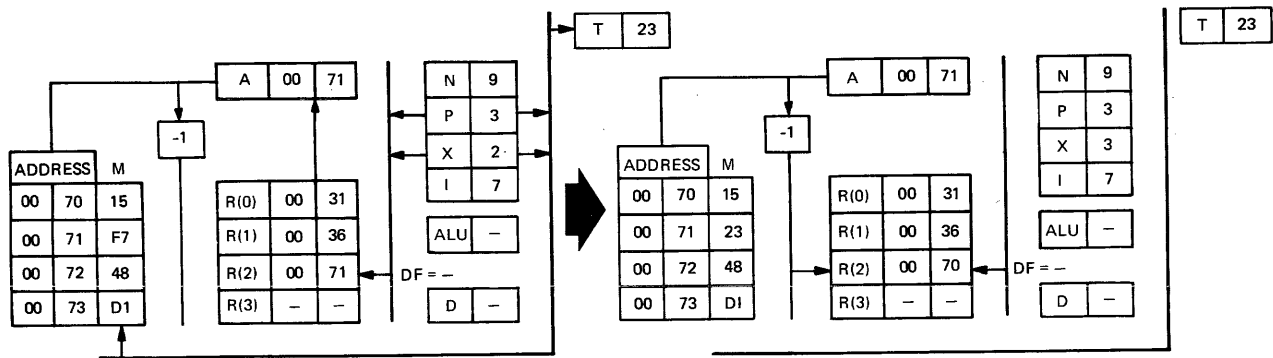 T 23
A 00 71
-1
N 9
P 3
X 2
I 7
ADDRESS M
00 70 15
00 71 F7
00 72 48
00 73 D1
R(0) 00 31
R(1) 00 36
R(2) 00 71
R(3) – –
ALU –
DF = –
D –
T 23
A 00 71
-1
N 9
P 3
X 3
I 7
ADDRESS M
00 70 15
00 71 23
00 72 48
00 73 DI
R(0) 00 31
R(1) 00 36
R(2) 00 70
R(3) – –
ALU –
DF = –
D –